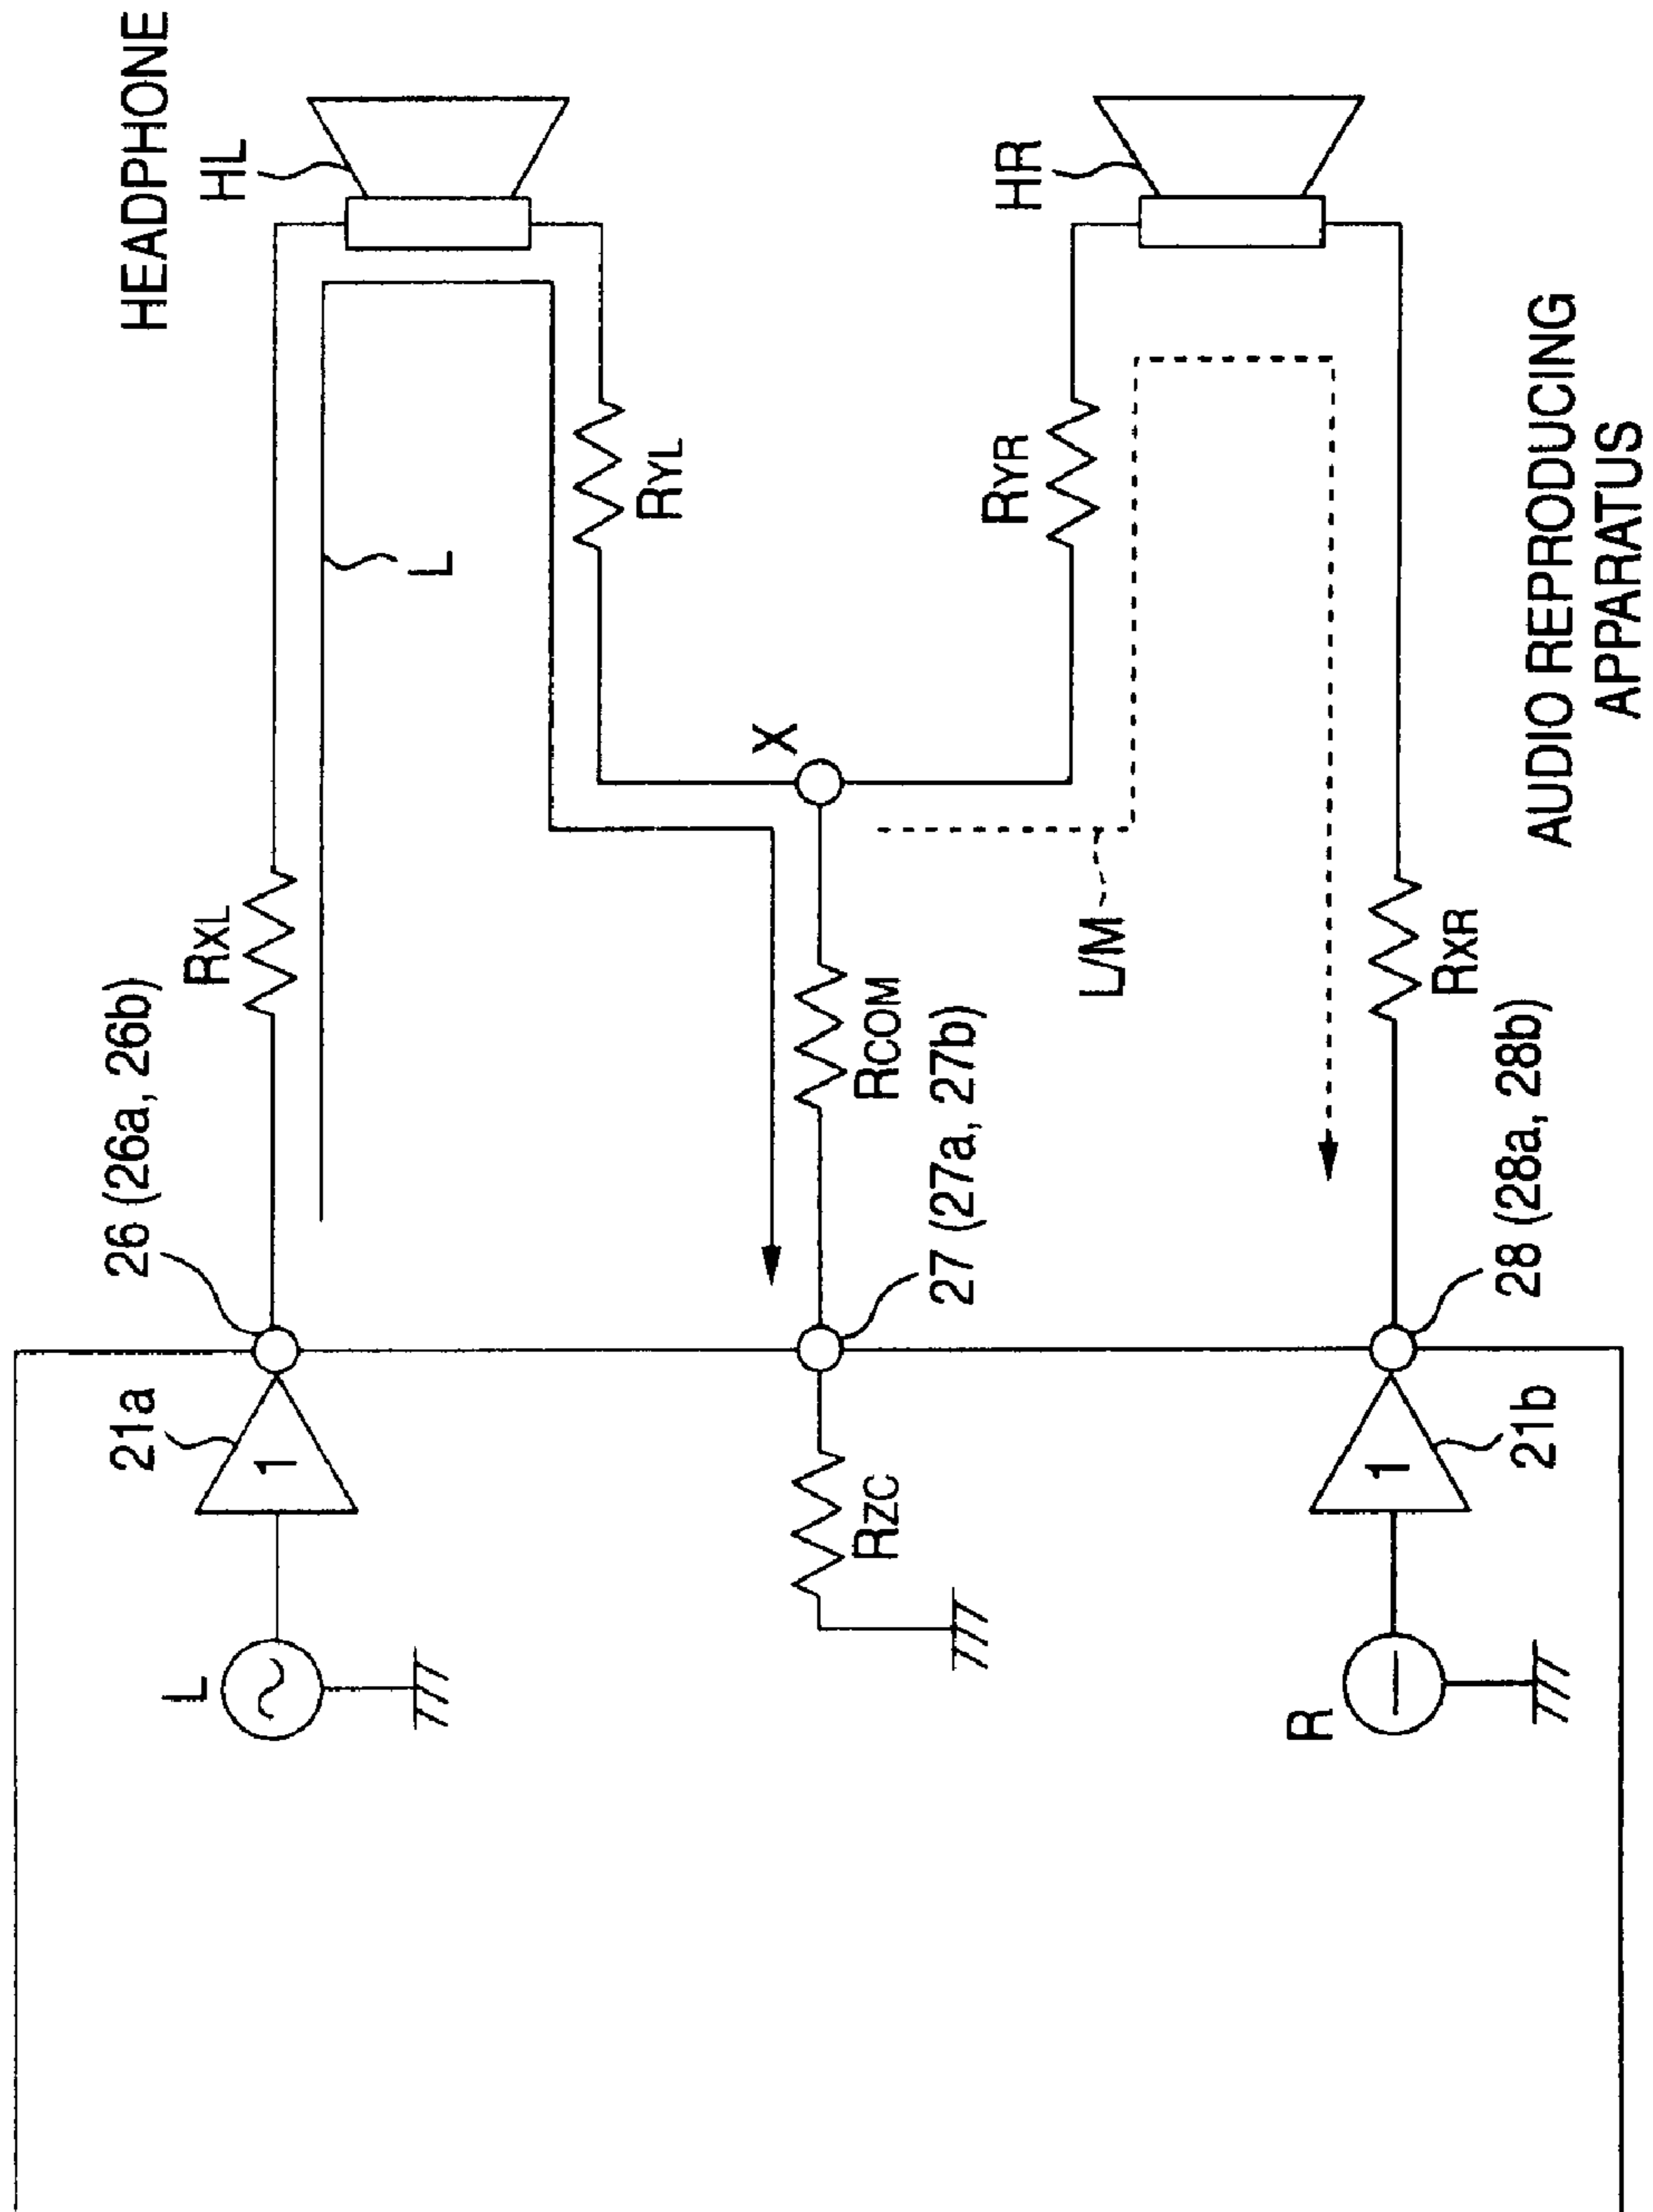 HEADPHONE
HL
HR
L
RYL
RYR
X
RXL
L/M
RCOM
RXR
AUDIO REPRODUCING
APPARATUS
26 (26a, 26b)
27 (27a, 27b)
28 (28a, 28b)
21a
1
RZC
1
21b
L
R